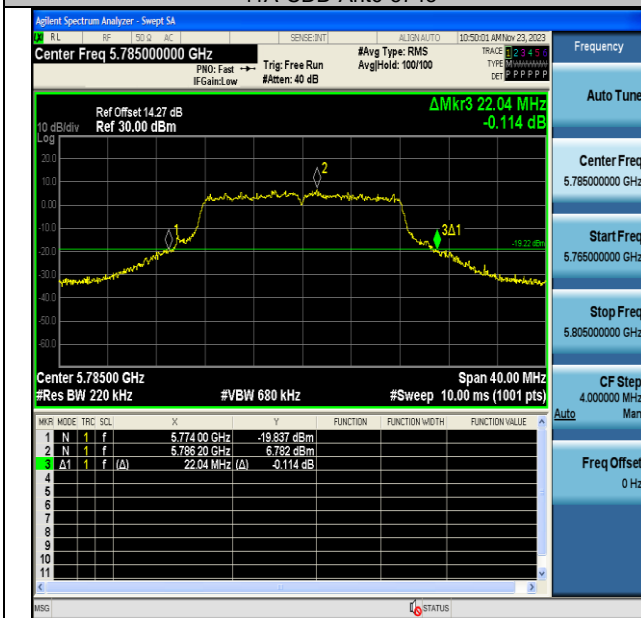 Agilent Spectrum Analyzer - Swept SA
RL RF 50 Ω AC SENSE:INT ALIGN AUTO 10:50:01 AM Nov 23, 2023
Center Freq 5.785000000 GHz
PNO: Fast
IFGain:Low
Trig: Free Run
#Atten: 40 dB
#Avg Type: RMS
Avg|Hold: 100/100
TRACE 1 2 3 4 5 6
TYPE M
DET P P P P P P
Ref Offset 14.27 dB
Ref 30.00 dBm
10 dB/div
Log
ΔMkr3 22.04 MHz
-0.114 dB
20.0
10.0
0.00
-10.0
-20.0
-30.0
-40.0
-50.0
-60.0
1
2
3Δ1
-19.22 dBm
Center 5.78500 GHz
#Res BW 220 kHz
#VBW 680 kHz
Span 40.00 MHz
#Sweep 10.00 ms (1001 pts)
MKR MODE TRC SCL X Y FUNCTION FUNCTION WIDTH FUNCTION VALUE
1 N 1 f 5.774 00 GHz -19.837 dBm
2 N 1 f 5.786 20 GHz 6.782 dBm
3 Δ1 1 f (Δ) 22.04 MHz (Δ) -0.114 dB
4
5
6
7
8
9
10
11
MSG
STATUS
Frequency
Auto Tune
Center Freq
5.785000000 GHz
Start Freq
5.765000000 GHz
Stop Freq
5.805000000 GHz
CF Step
4.000000 MHz
Auto Man
Freq Offset
0 Hz